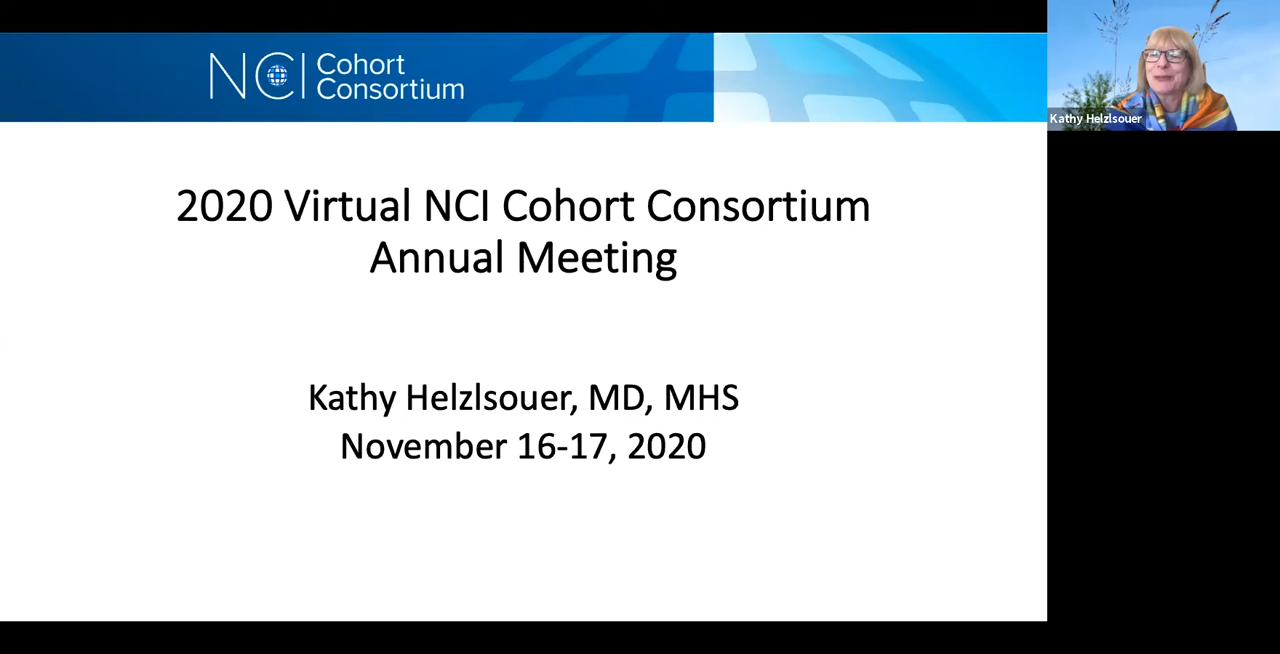 NCI Cohort
Consortium
Kathy Helzlsouer
2020 Virtual NCI Cohort Consortium
Annual Meeting
Kathy Helzlsouer, MD, MHS
November 16-17, 2020